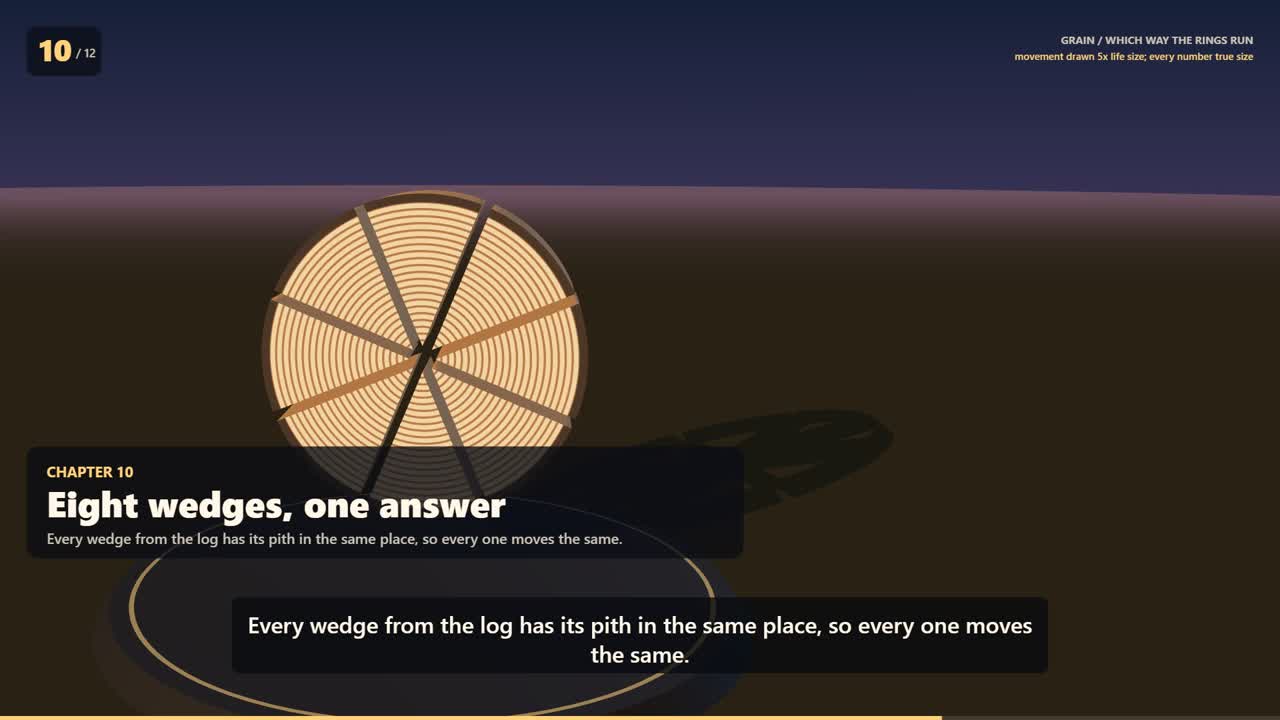 10 / 12
GRAIN / WHICH WAY THE RINGS RUN
movement drawn 5x life size; every number true size
CHAPTER 10
Eight wedges, one answer
Every wedge from the log has its pith in the same place, so every one moves the same.
Every wedge from the log has its pith in the same place, so every one moves
the same.